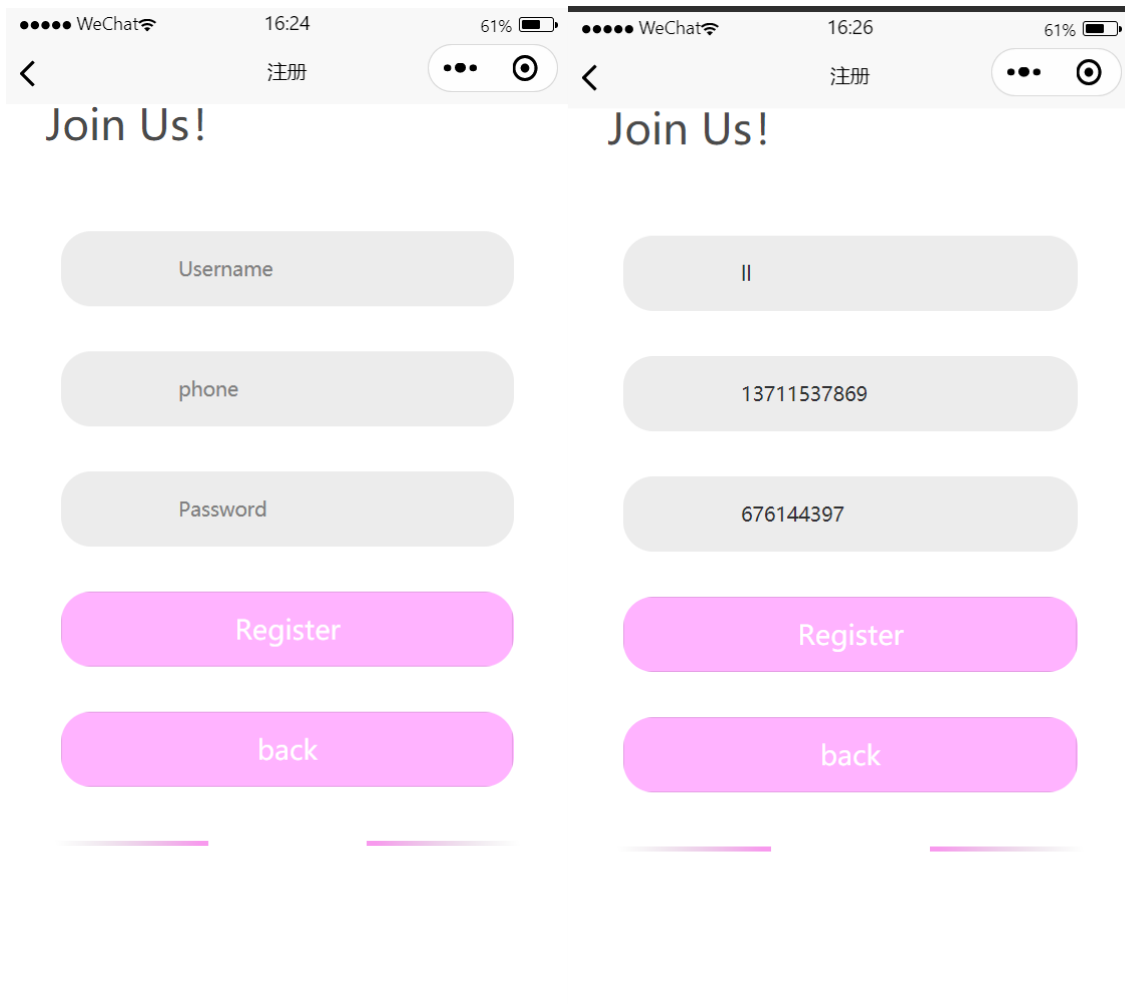 WeChat 16:24 61%
注册
Join Us!
Username
phone
Password
Register
back
WeChat 16:26 61%
注册
Join Us!
ll
13711537869
676144397
Register
back